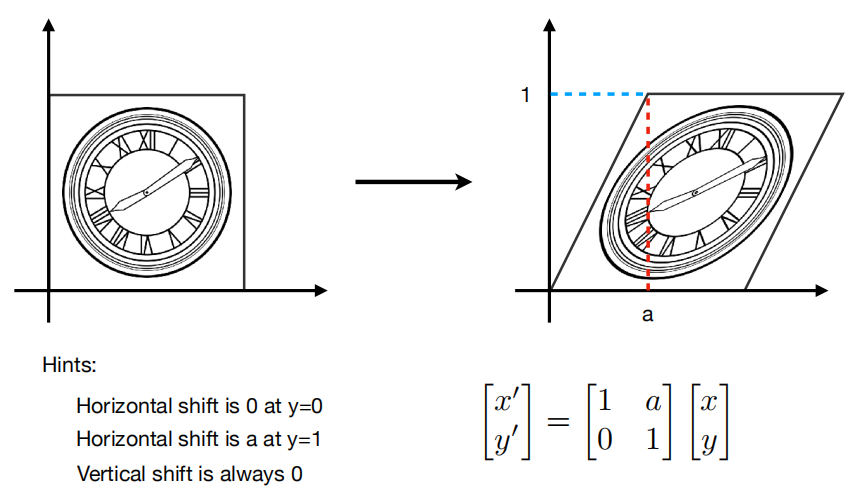 1
a
Hints:
Horizontal shift is 0 at y=0
Horizontal shift is a at y=1
Vertical shift is always 0
[x′ y′] = [1 a 0 1] [x y]